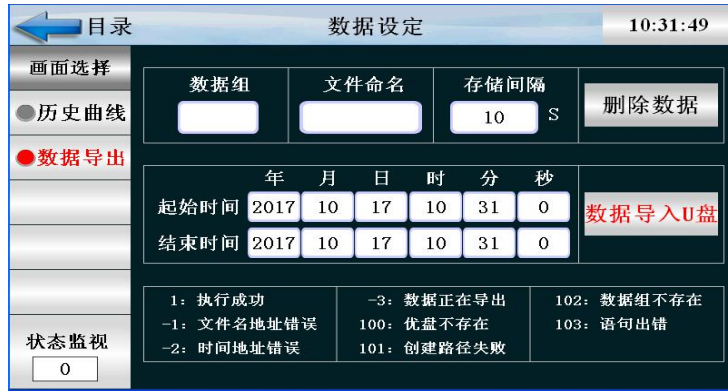 目录 数据设定 10:31:49
画面选择
历史曲线
数据导出
状态监视
0
数据组 文件命名 存储间隔
10 S
删除数据
年 月 日 时 分 秒
起始时间 2017 10 17 10 31 0
结束时间 2017 10 17 10 31 0
数据导入U盘
1: 执行成功 -3: 数据正在导出 102: 数据组不存在
-1: 文件名地址错误 100: 优盘不存在 103: 语句出错
-2: 时间地址错误 101: 创建路径失败